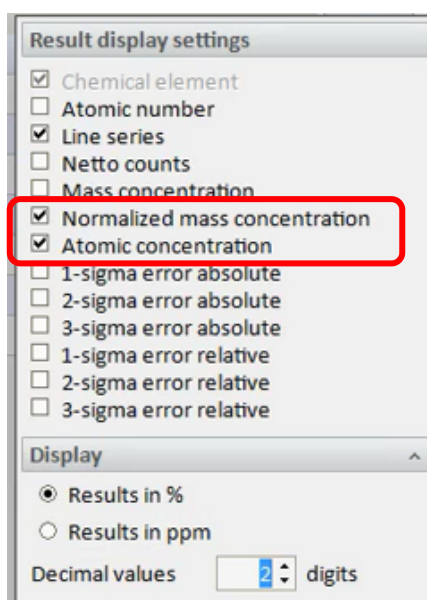 Result display settings
Chemical element
Atomic number
Line series
Netto counts
Mass concentration
Normalized mass concentration
Atomic concentration
1-sigma error absolute
2-sigma error absolute
3-sigma error absolute
1-sigma error relative
2-sigma error relative
3-sigma error relative
Display
Results in %
Results in ppm
Decimal values 2 digits